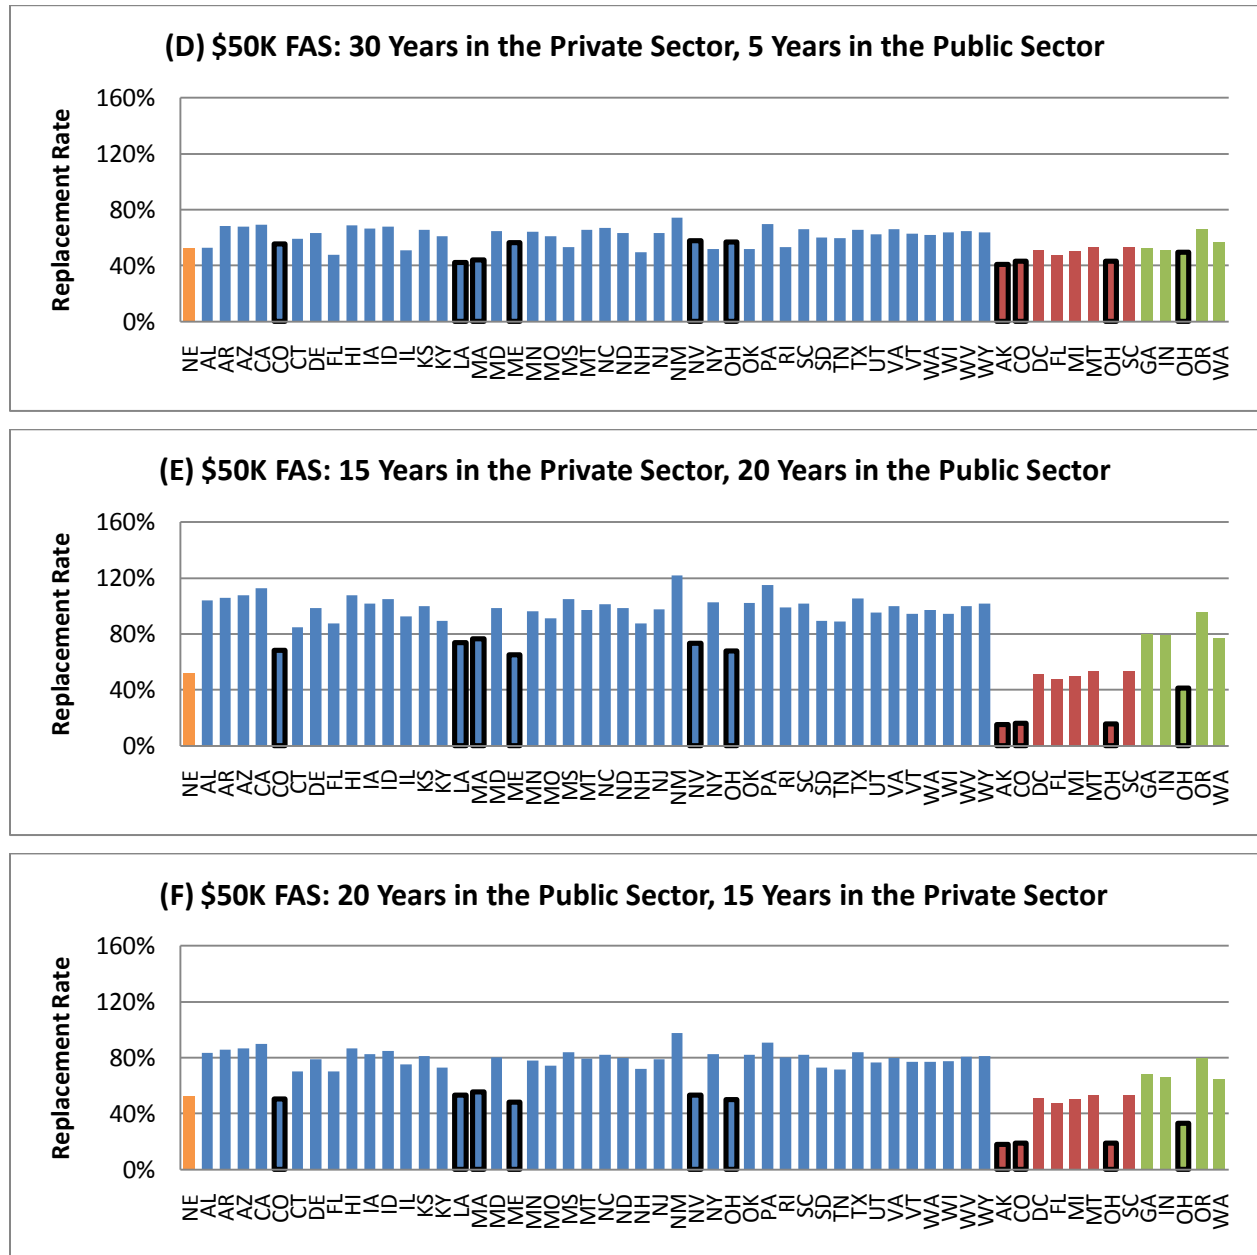 (D) $50K FAS: 30 Years in the Private Sector, 5 Years in the Public Sector
Replacement Rate
160%
120%
80%
40%
0%
NE AL AR AZ CA CO CT DE FL HI IA ID IL KS KY LA MA MD ME MN MO MS MT NC ND NH NJ NM NV NY OH OK PA RI SC SD TN TX UT VA VT WA WI WV WY AK CO DC FL MI MT OH SC GA IN OH OR WA
(E) $50K FAS: 15 Years in the Private Sector, 20 Years in the Public Sector
Replacement Rate
160%
120%
80%
40%
0%
NE AL AR AZ CA CO CT DE FL HI IA ID IL KS KY LA MA MD ME MN MO MS MT NC ND NH NJ NM NV NY OH OK PA RI SC SD TN TX UT VA VT WA WI WV WY AK CO DC FL MI MT OH SC GA IN OH OR WA
(F) $50K FAS: 20 Years in the Public Sector, 15 Years in the Private Sector
Replacement Rate
160%
120%
80%
40%
0%
NE AL AR AZ CA CO CT DE FL HI IA ID IL KS KY LA MA MD ME MN MO MS MT NC ND NH NJ NM NV NY OH OK PA RI SC SD TN TX UT VA VT WA WI WV WY AK CO DC FL MI MT OH SC GA IN OH OR WA